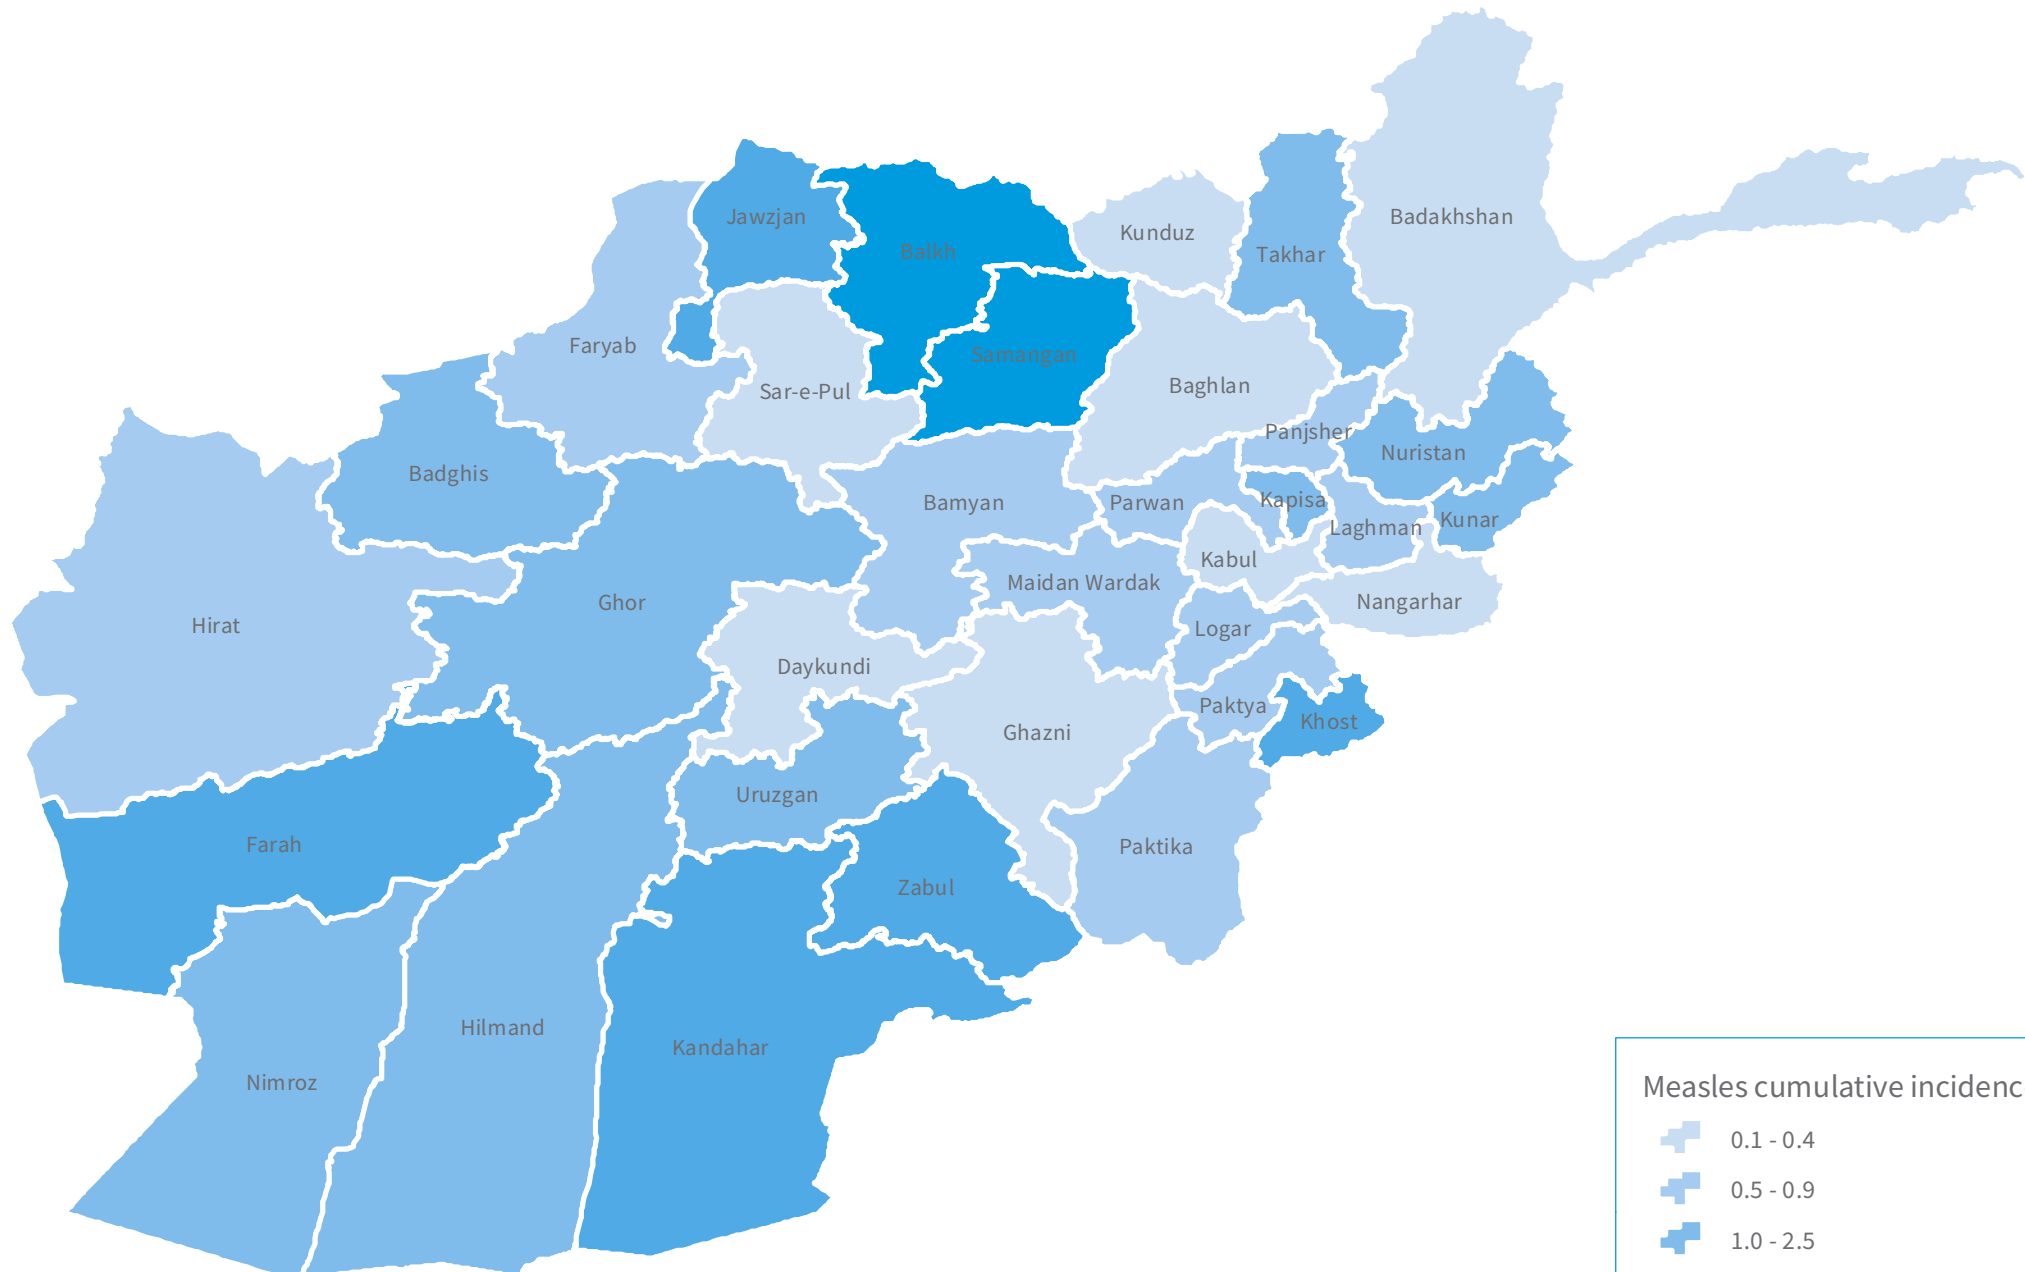 Jawzjan
Badakhshan
Kunduz
Balkh
Takhar
Faryab
Samangan
Baghlan
Sar-e-Pul
Panjsher
Nuristan
Badghis
Bamyan
Parwan
Kapisa
Kunar
Laghman
Kabul
Maidan Wardak
Nangarhar
Ghor
Hirat
Logar
Daykundi
Paktya
Khost
Ghazni
Uruzgan
Farah
Paktika
Zabul
Hilmand
Kandahar
Nimroz
Measles cumulative incidenc
0.1 - 0.4
0.5 - 0.9
1.0 - 2.5